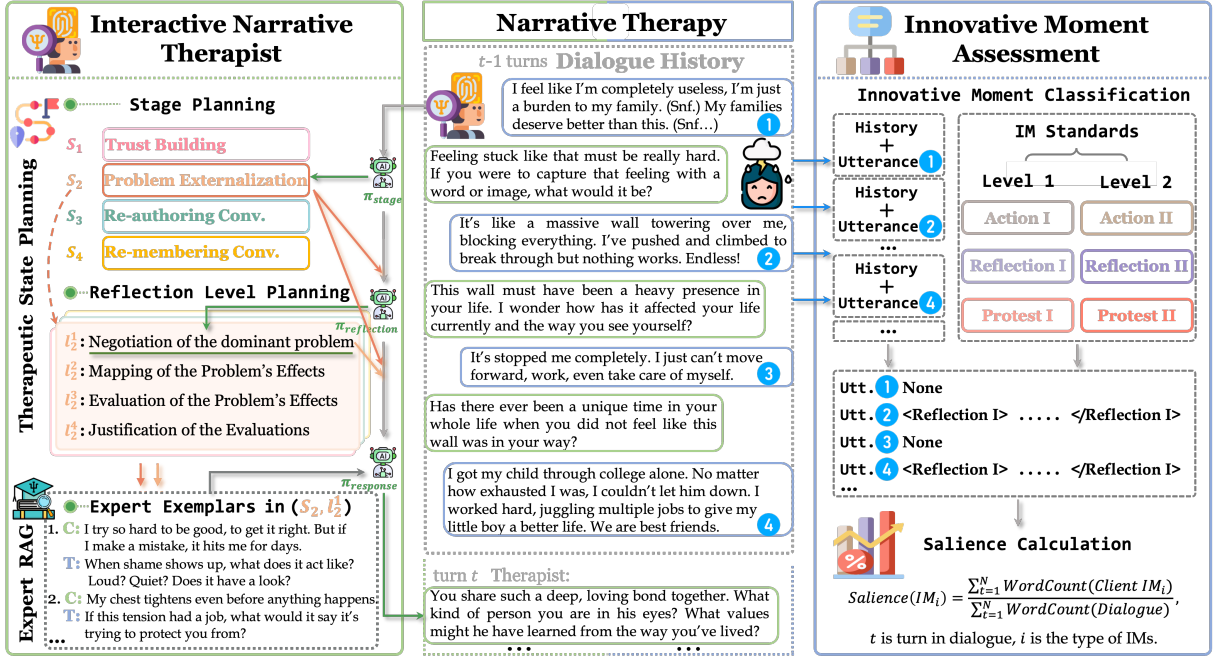 Interactive Narrative
Therapist
Stage Planning
S₁ Trust Building
S₂ Problem Externalization
S₃ Re-authoring Conv.
S₄ Re-membering Conv.
π_stage
Reflection Level Planning
π_reflection
l₂¹: Negotiation of the dominant problem
l₂²: Mapping of the Problem's Effects
l₂³: Evaluation of the Problem's Effects
l₂⁴: Justification of the Evaluations
π_response
Therapeutic State Planning
Expert RAG
Expert Exemplars in (S₂, l₂¹)
1. C: I try so hard to be good, to get it right. But if
I make a mistake, it hits me for days.
T: When shame shows up, what does it act like?
Loud? Quiet? Does it have a look?
2. C: My chest tightens even before anything happens.
T: If this tension had a job, what would it say it's
trying to protect you from?
...
Narrative Therapy
t-1 turns Dialogue History
I feel like I'm completely useless, I'm just
a burden to my family. (Snf.) My families
deserve better than this. (Snf...) 1
Feeling stuck like that must be really hard.
If you were to capture that feeling with a
word or image, what would it be?
It's like a massive wall towering over me,
blocking everything. I've pushed and climbed to
break through but nothing works. Endless! 2
This wall must have been a heavy presence in
your life. I wonder how has it affected your life
currently and the way you see yourself?
It's stopped me completely. I just can't move
forward, work, even take care of myself. 3
Has there ever been a unique time in your
whole life when you did not feel like this
wall was in your way?
I got my child through college alone. No matter
how exhausted I was, I couldn't let him down. I
worked hard, juggling multiple jobs to give my
little boy a better life. We are best friends. 4
turn t Therapist:
You share such a deep, loving bond together. What
kind of person you are in his eyes? What values
might he have learned from the way you've lived?
... ...
Innovative Moment
Assessment
Innovative Moment Classification
History
+
Utterance 1
History
+
Utterance 2
...
History
+
Utterance 4
...
IM Standards
Level 1 Level 2
Action I Action II
Reflection I Reflection II
Protest I Protest II
Utt. 1 None
Utt. 2 <Reflection I> ..... </Reflection I>
Utt. 3 None
Utt. 4 <Reflection I> ..... </Reflection I>
...
Salience Calculation
Salience(IMᵢ) = ∑ᴺₜ₌₁ WordCount(Client IMᵢ) / ∑ᴺₜ₌₁ WordCount(Dialogue),
t is turn in dialogue, i is the type of IMs.